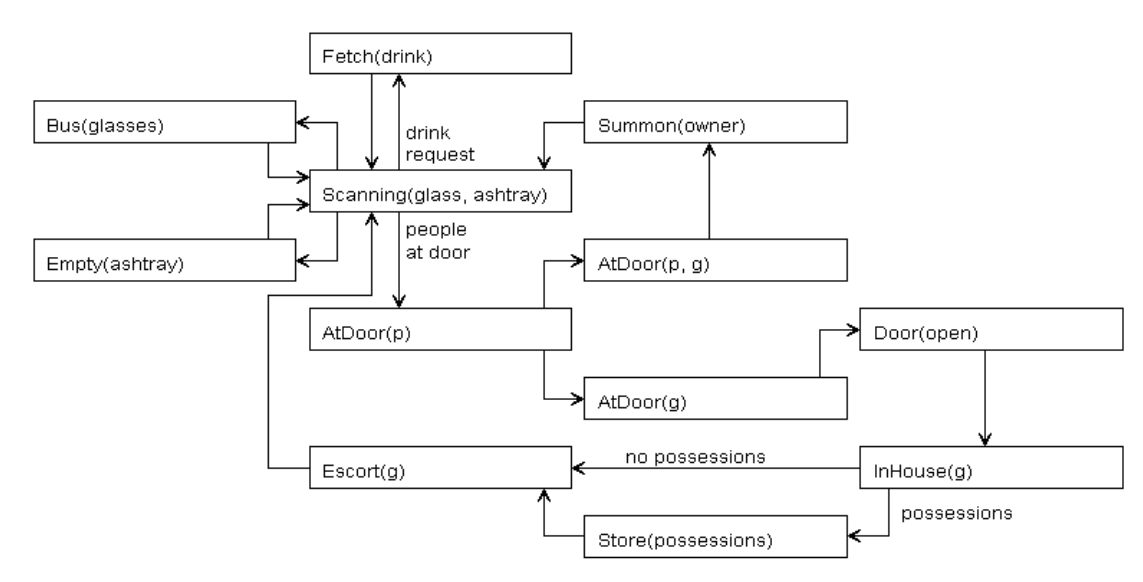 Fetch(drink)
Bus(glasses)
drink
request
Summon(owner)
Scanning(glass, ashtray)
people
at door
Empty(ashtray)
AtDoor(p, g)
AtDoor(p)
Door(open)
AtDoor(g)
no possessions
Escort(g)
InHouse(g)
possessions
Store(possessions)